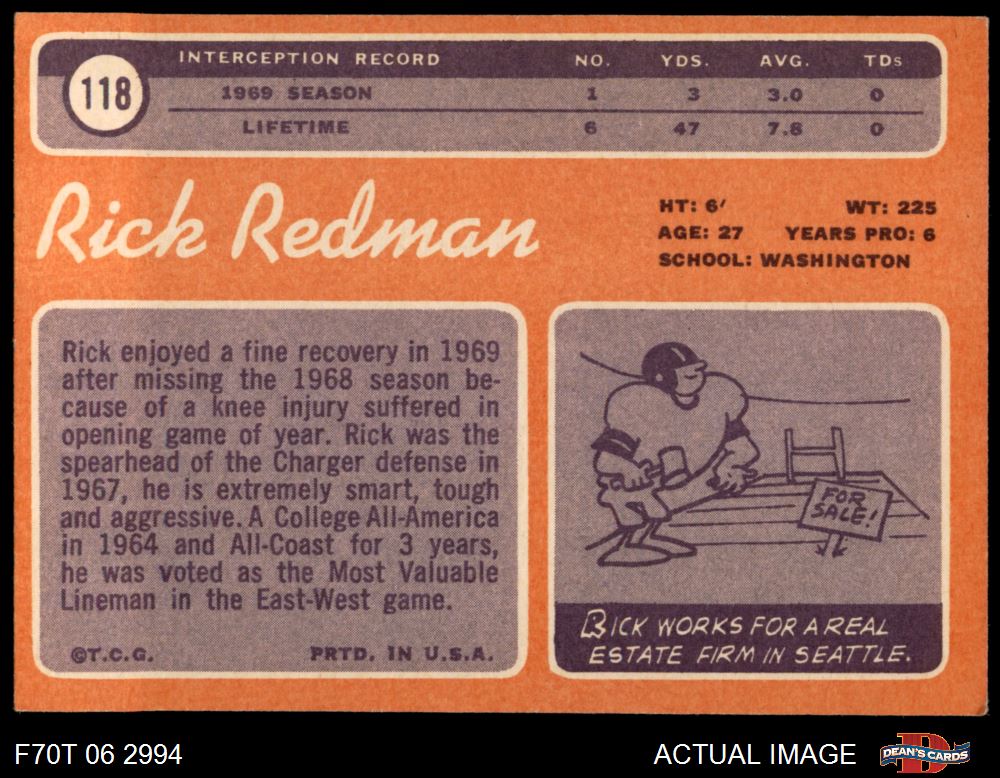 118
INTERCEPTION RECORD NO. YDS. AVG. TDs
1969 SEASON 1 3 3.0 0
LIFETIME 6 47 7.8 0
Rick Redman
HT: 6' WT: 225
AGE: 27 YEARS PRO: 6
SCHOOL: WASHINGTON
Rick enjoyed a fine recovery in 1969
after missing the 1968 season be-
cause of a knee injury suffered in
opening game of year. Rick was the
spearhead of the Charger defense in
1967, he is extremely smart, tough
and aggressive. A College All-America
in 1964 and All-Coast for 3 years,
he was voted as the Most Valuable
Lineman in the East-West game.
©T.C.G. PRTD. IN U.S.A.
FOR
SALE!
RICK WORKS FOR A REAL
ESTATE FIRM IN SEATTLE.
F70T 06 2994 ACTUAL IMAGE
DEAN'S CARDS